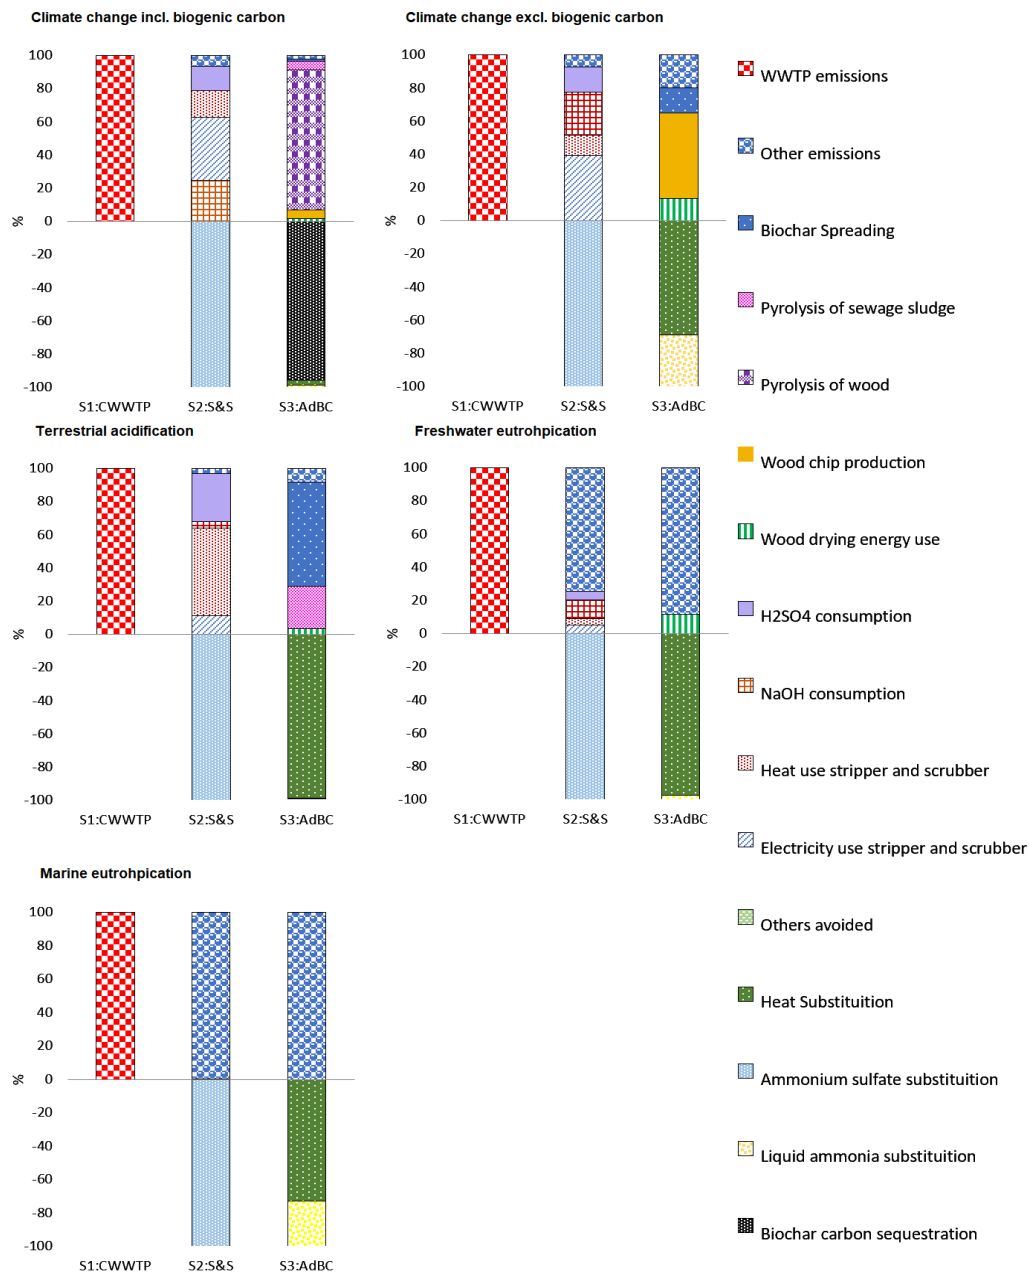 Climate change incl. biogenic carbon
100
80
60
40
20
0
-20
-40
-60
-80
-100
%
S1:CWWTP S2:S&S S3:AdBC
Climate change excl. biogenic carbon
100
80
60
40
20
0
-20
-40
-60
-80
-100
%
S1:CWWTP S2:S&S S3:AdBC
Terrestrial acidification
100
80
60
40
20
0
-20
-40
-60
-80
-100
%
S1:CWWTP S2:S&S S3:AdBC
Freshwater eutrohpication
100
80
60
40
20
0
-20
-40
-60
-80
-100
%
S1:CWWTP S2:S&S S3:AdBC
Marine eutrohpication
100
80
60
40
20
0
-20
-40
-60
-80
-100
%
S1:CWWTP S2:S&S S3:AdBC
WWTP emissions
Other emissions
Biochar Spreading
Pyrolysis of sewage sludge
Pyrolysis of wood
Wood chip production
Wood drying energy use
H2SO4 consumption
NaOH consumption
Heat use stripper and scrubber
Electricity use stripper and scrubber
Others avoided
Heat Substituition
Ammonium sulfate substituition
Liquid ammonia substituition
Biochar carbon sequestration